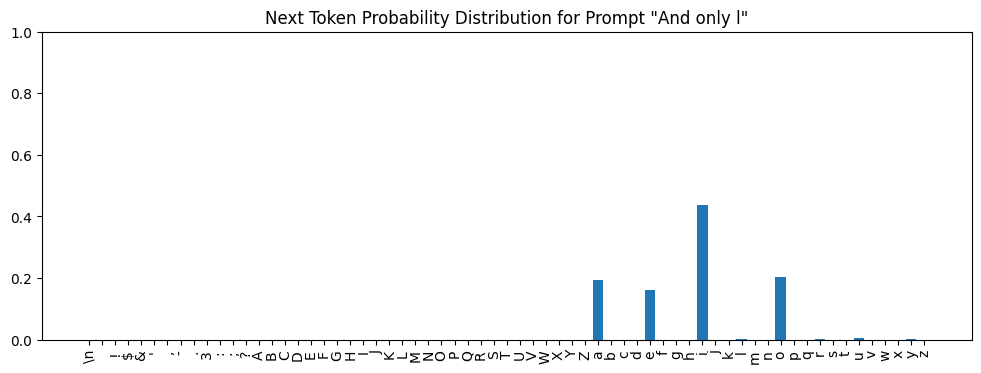 Next Token Probability Distribution for Prompt "And only l"
1.0
0.8
0.6
0.4
0.2
0.0
\n
!
$
&
'
,
-
.
3
:
;
?
A
B
C
D
E
F
G
H
I
J
K
L
M
N
O
P
Q
R
S
T
U
V
W
X
Y
Z
a
b
c
d
e
f
g
h
i
j
k
l
m
n
o
p
q
r
s
t
u
v
w
x
y
z